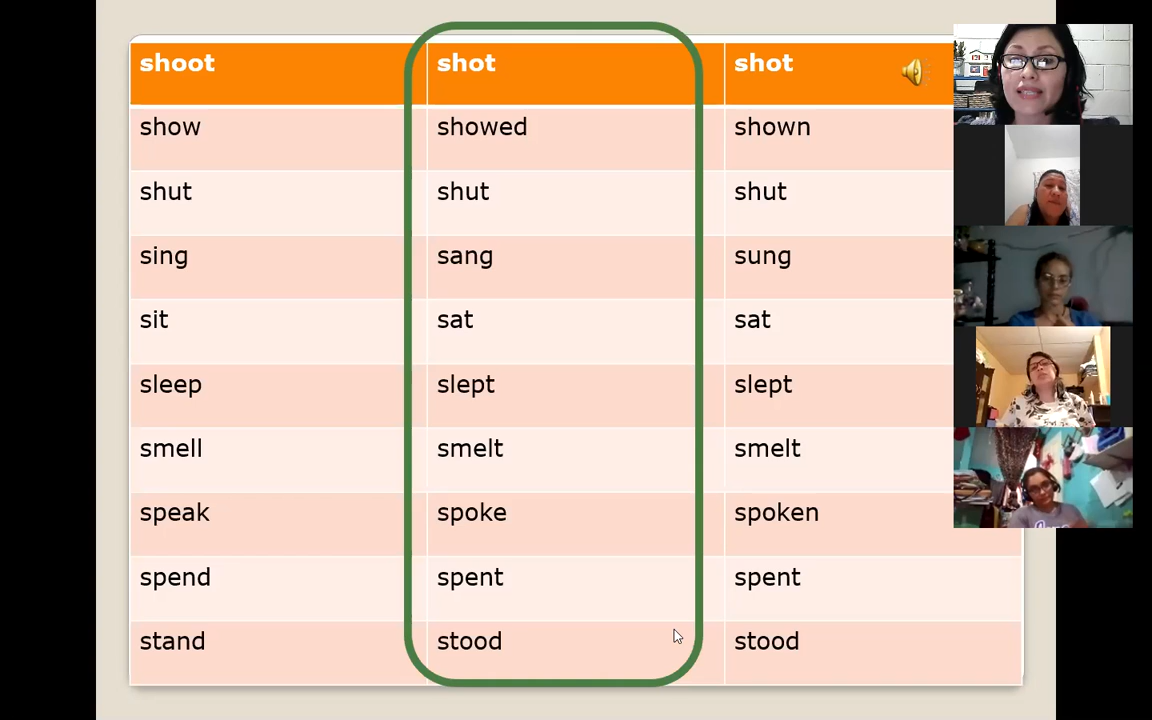 shoot shot shot
show showed shown
shut shut shut
sing sang sung
sit sat sat
sleep slept slept
smell smelt smelt
speak spoke spoken
spend spent spent
stand stood stood